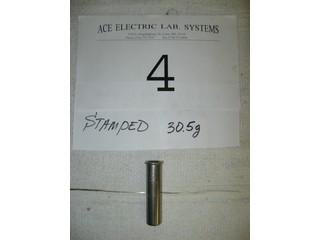 ACE ELECTRIC LAB. SYSTEMS
4
STAMPED 30.5g